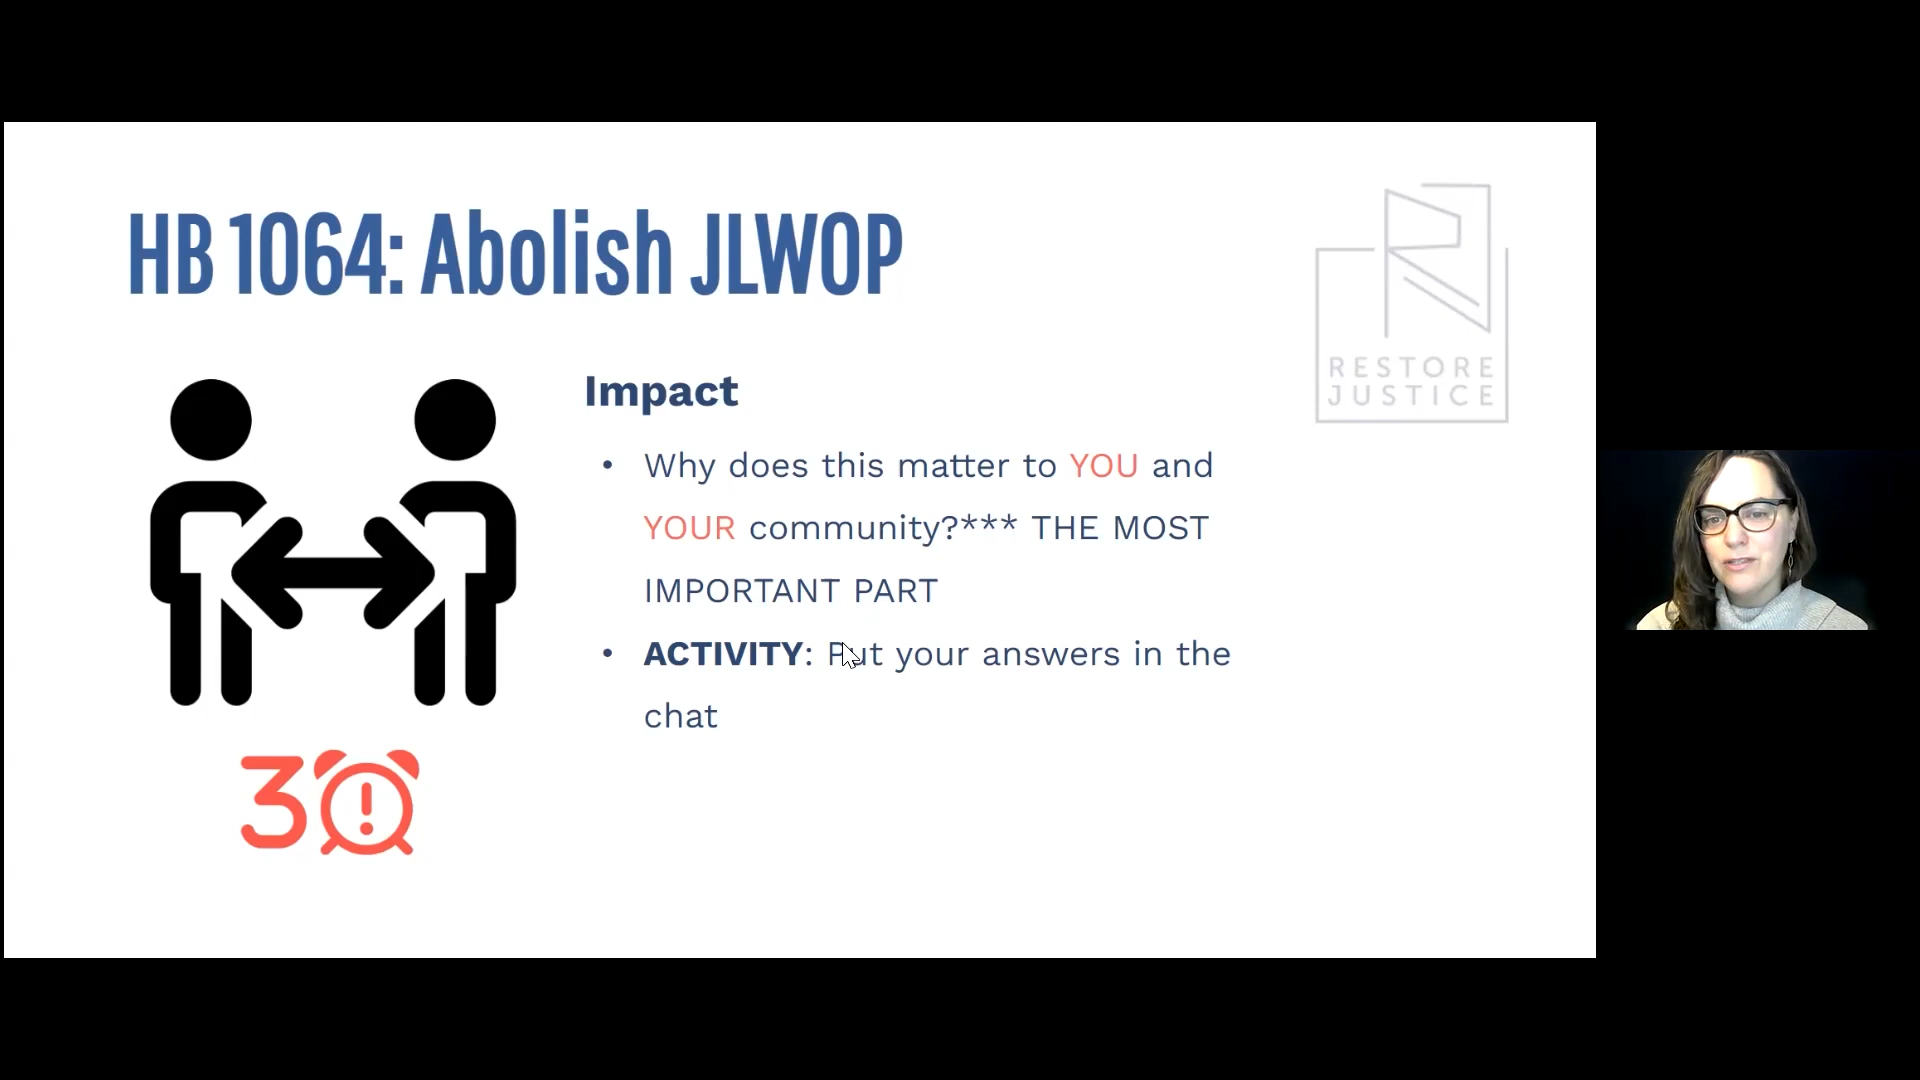 HB 1064: Abolish JLWOP
RESTORE
JUSTICE
Impact
• Why does this matter to YOU and
YOUR community?*** THE MOST
IMPORTANT PART
• ACTIVITY: Put your answers in the
chat
3
!